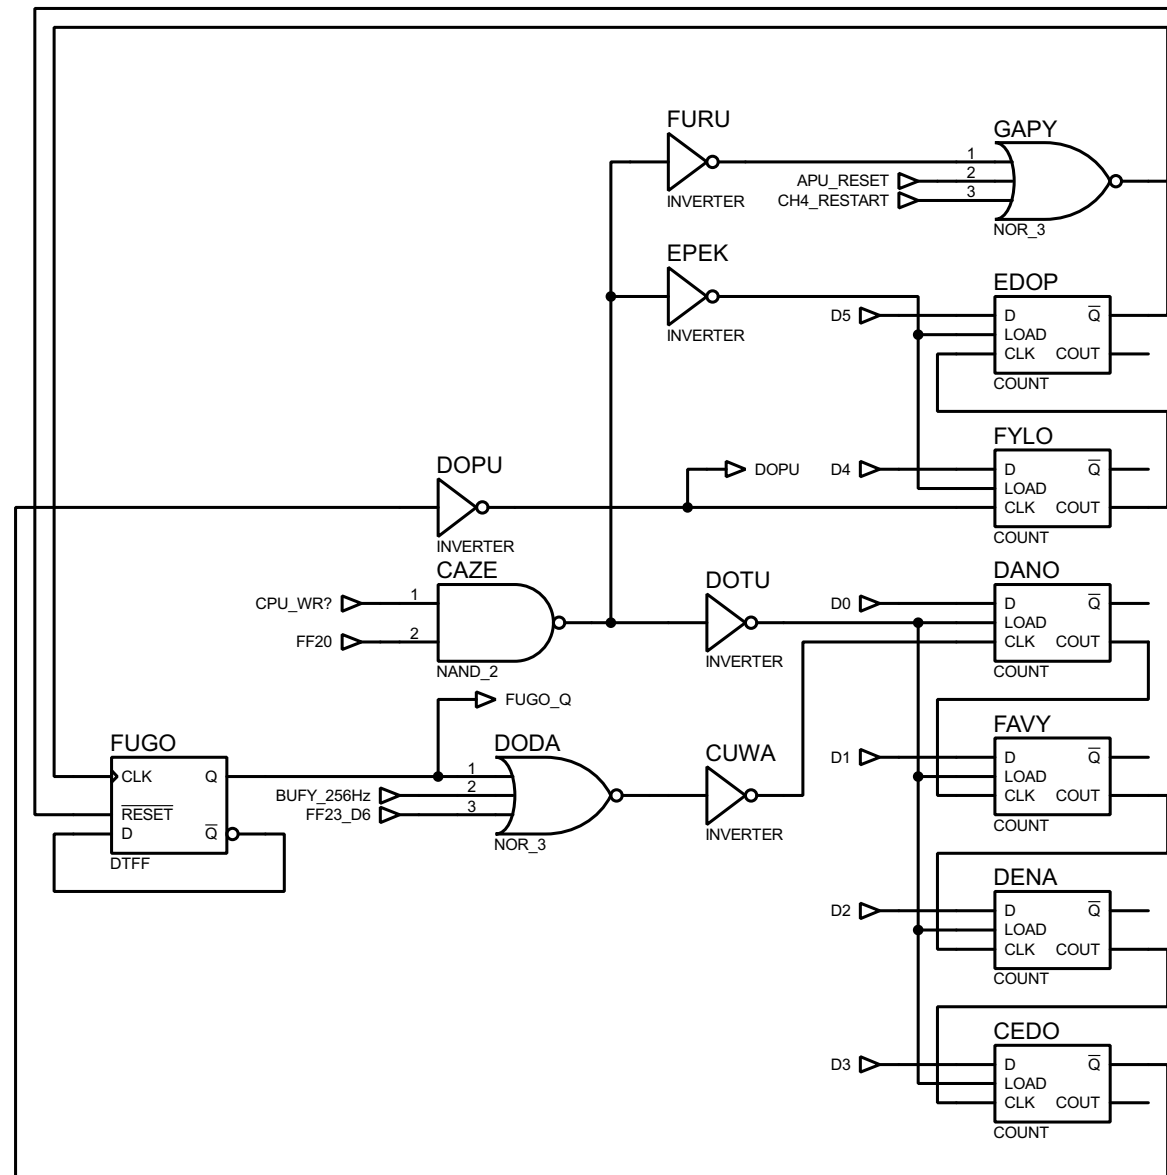 FURU
INVERTER
GAPY
1
APU_RESET 2
CH4_RESTART 3
NOR_3
EPEK
INVERTER
EDOP
D5
D Q
LOAD
CLK COUT
COUNT
DOPU
INVERTER
DOPU
FYLO
D4
D Q
LOAD
CLK COUT
COUNT
CAZE
CPU_WR? 1
FF20 2
NAND_2
DOTU
INVERTER
DANO
D0
D Q
LOAD
CLK COUT
COUNT
FUGO_Q
FUGO
CLK Q
RESET
D Q
DTFF
DODA
1
BUFY_256Hz 2
FF23_D6 3
NOR_3
CUWA
INVERTER
FAVY
D1
D Q
LOAD
CLK COUT
COUNT
DENA
D2
D Q
LOAD
CLK COUT
COUNT
CEDO
D3
D Q
LOAD
CLK COUT
COUNT